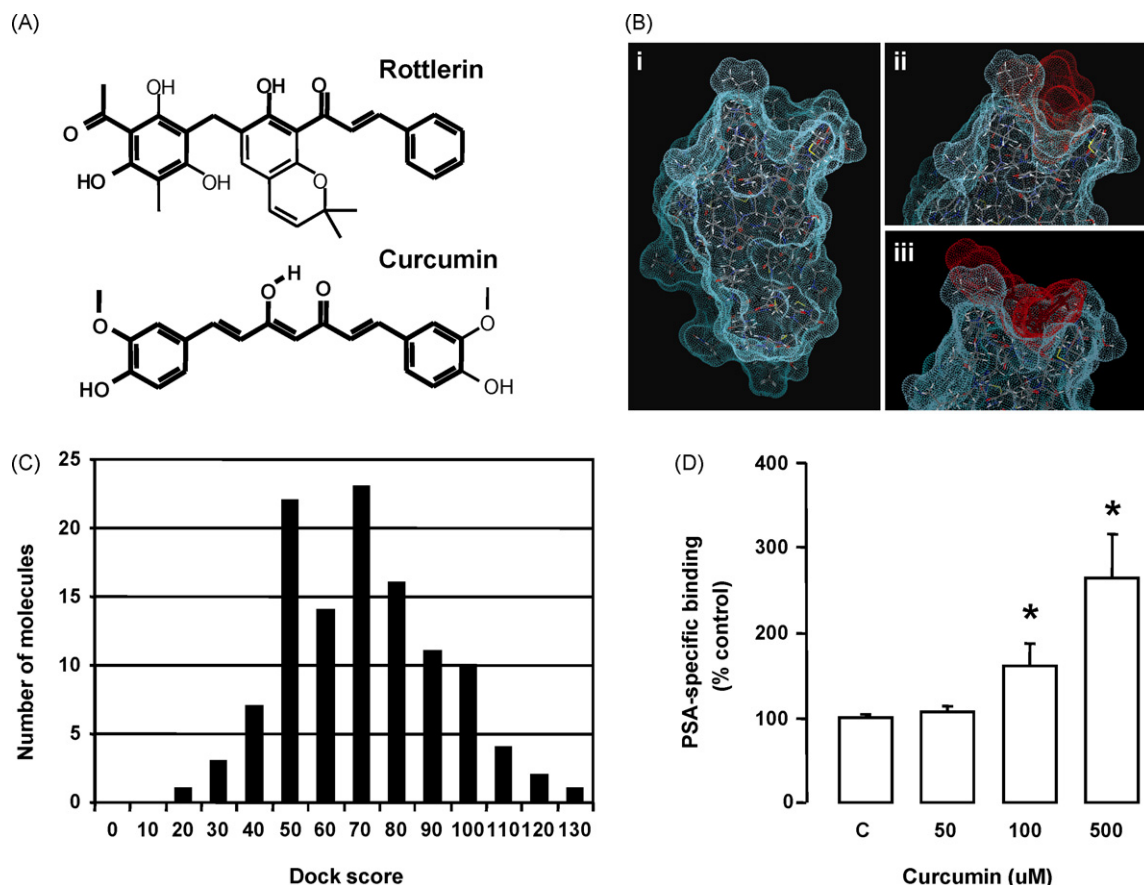 (A)
Rottlerin
OH
OH
O
O
HO
OH
O
Curcumin
H
O
O
O
O
HO
OH
(B)
i
ii
iii
(C)
25
20
15
10
5
0
0 10 20 30 40 50 60 70 80 90 100 110 120 130
Number of molecules
Dock score
(D)
400
300
200
100
0
*
*
C 50 100 500
PSA-specific binding
(% control)
Curcumin (uM)